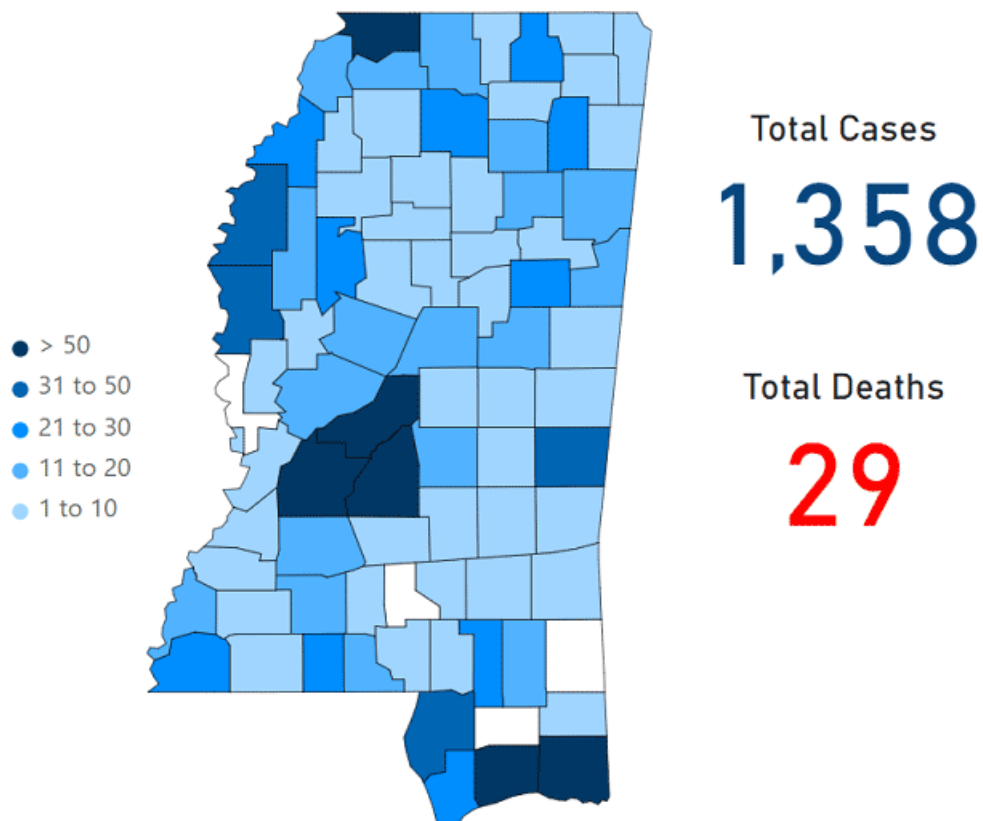 Total Cases
1,358
> 50
31 to 50
21 to 30
11 to 20
1 to 10
Total Deaths
29